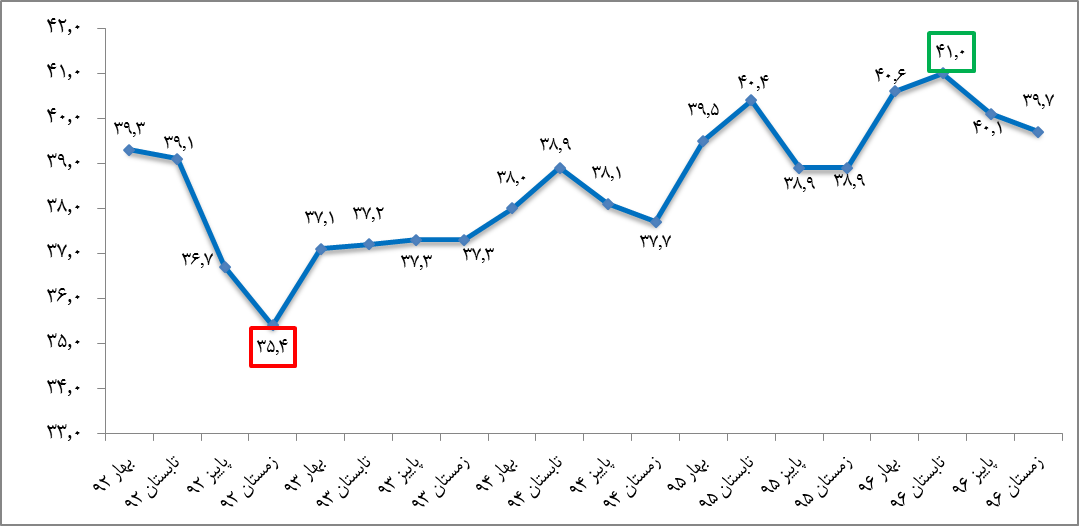 ۴۲,۰
۴۱,۰
۴۰,۰
۳۹,۰
۳۸,۰
۳۷,۰
۳۶,۰
۳۵,۰
۳۴,۰
۳۳,۰
۳۹,۳
۳۹,۱
۳۶,۷
۳۵,۴
۳۷,۱
۳۷,۲
۳۷,۳
۳۷,۳
۳۸,۰
۳۸,۹
۳۸,۱
۳۷,۷
۳۹,۵
۴۰,۴
۳۸,۹
۳۸,۹
۴۰,۶
۴۱,۰
۴۰,۱
۳۹,۷
بهار ۹۲
تابستان ۹۲
پاییز ۹۲
زمستان ۹۲
بهار ۹۳
تابستان ۹۳
پاییز ۹۳
زمستان ۹۳
بهار ۹۴
تابستان ۹۴
پاییز ۹۴
زمستان ۹۴
بهار ۹۵
تابستان ۹۵
پاییز ۹۵
زمستان ۹۵
بهار ۹۶
تابستان ۹۶
پاییز ۹۶
زمستان ۹۶